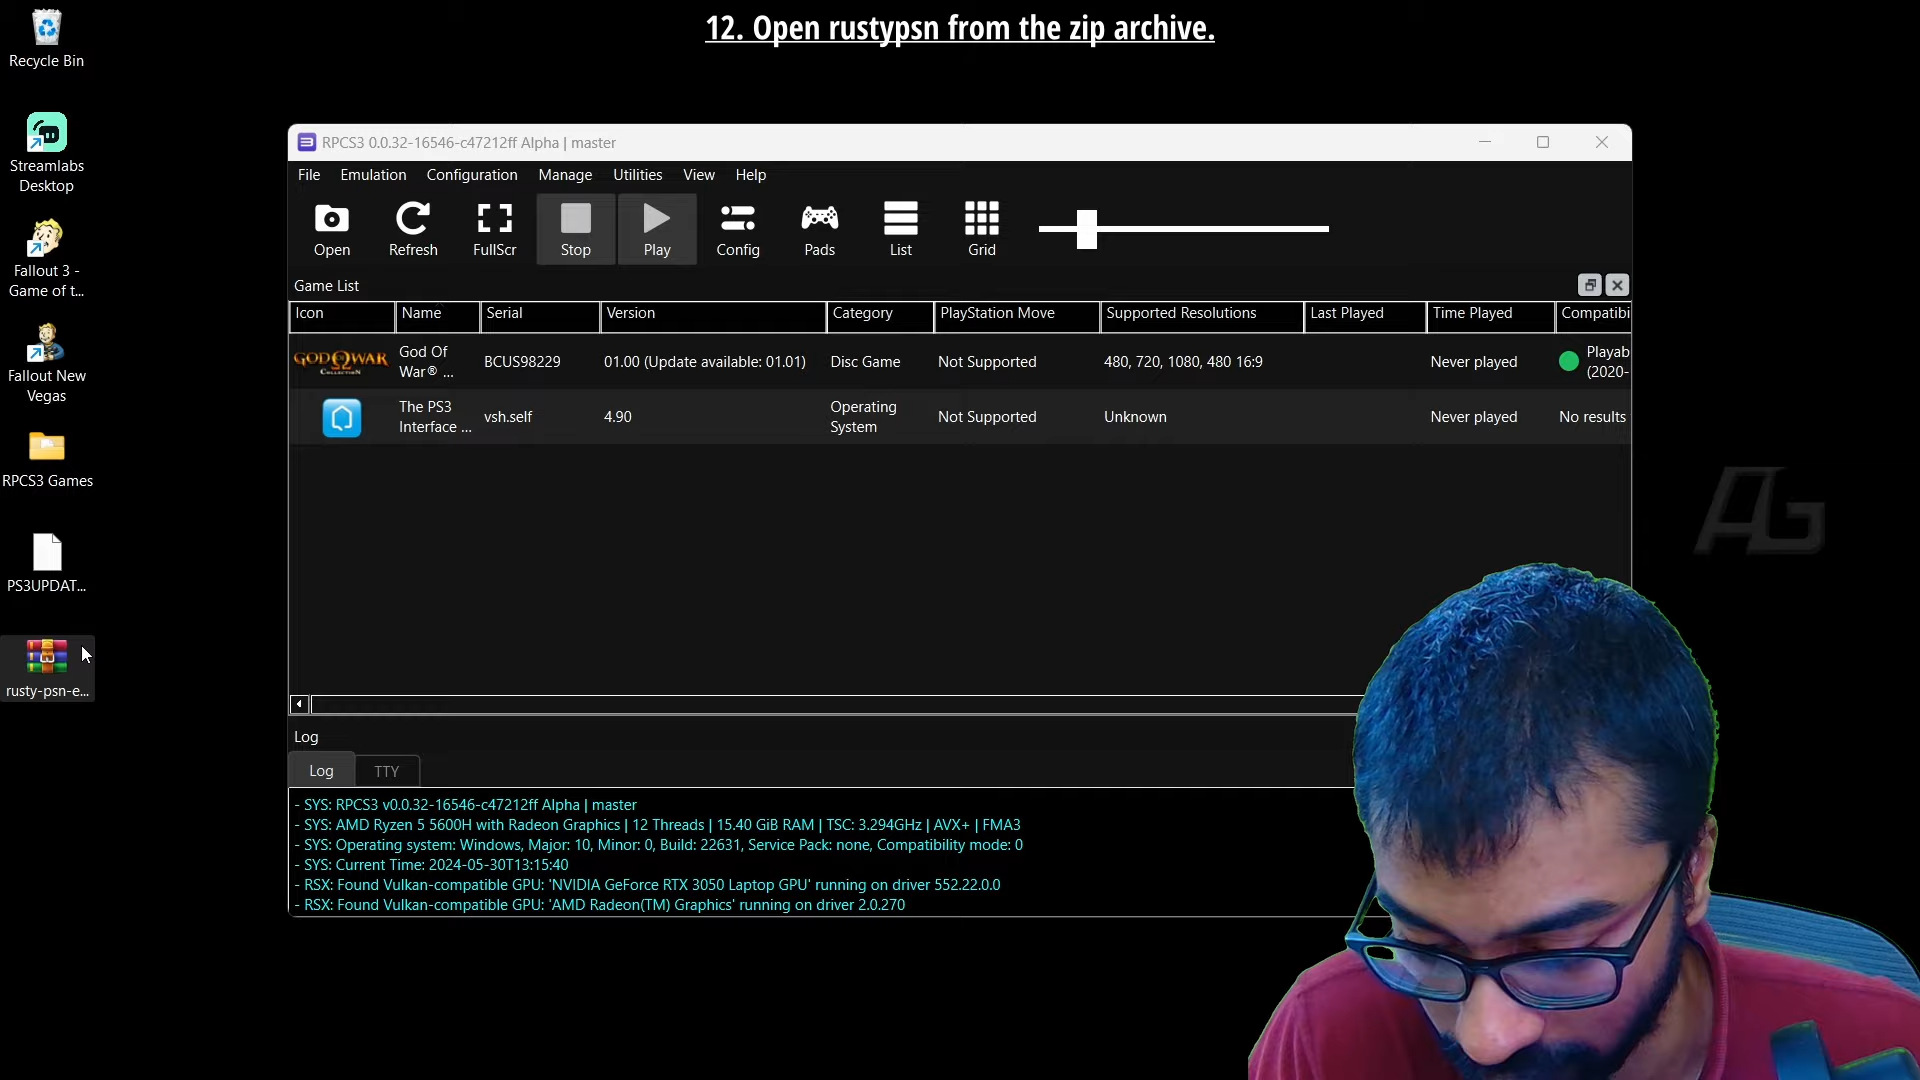 12. Open rustypsn from the zip archive.
Recycle Bin
Streamlabs
Desktop
Fallout 3 -
Game of t...
Fallout New
Vegas
RPCS3 Games
PS3UPDAT...
rusty-psn-e...
RPCS3 0.0.32-16546-c47212ff Alpha | master
File Emulation Configuration Manage Utilities View Help
Open Refresh FullScr Stop Play Config Pads List Grid
Game List
Icon Name Serial Version Category PlayStation Move Supported Resolutions Last Played Time Played Compatibi
GOD OF WAR
COLLECTION
God Of
War® ...
BCUS98229
01.00 (Update available: 01.01)
Disc Game
Not Supported
480, 720, 1080, 480 16:9
Never played
Playab
(2020-
The PS3
Interface ...
vsh.self
4.90
Operating
System
Not Supported
Unknown
Never played
No results
AG
Log
Log TTY
- SYS: RPCS3 v0.0.32-16546-c47212ff Alpha | master
- SYS: AMD Ryzen 5 5600H with Radeon Graphics | 12 Threads | 15.40 GiB RAM | TSC: 3.294GHz | AVX+ | FMA3
- SYS: Operating system: Windows, Major: 10, Minor: 0, Build: 22631, Service Pack: none, Compatibility mode: 0
- SYS: Current Time: 2024-05-30T13:15:40
- RSX: Found Vulkan-compatible GPU: 'NVIDIA GeForce RTX 3050 Laptop GPU' running on driver 552.22.0.0
- RSX: Found Vulkan-compatible GPU: 'AMD Radeon(TM) Graphics' running on driver 2.0.270